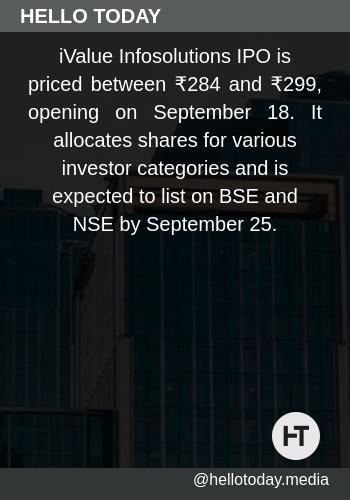 HELLO TODAY
iValue Infosolutions IPO is
priced between ₹284 and ₹299,
opening on September 18. It
allocates shares for various
investor categories and is
expected to list on BSE and
NSE by September 25.
HT
@hellotoday.media